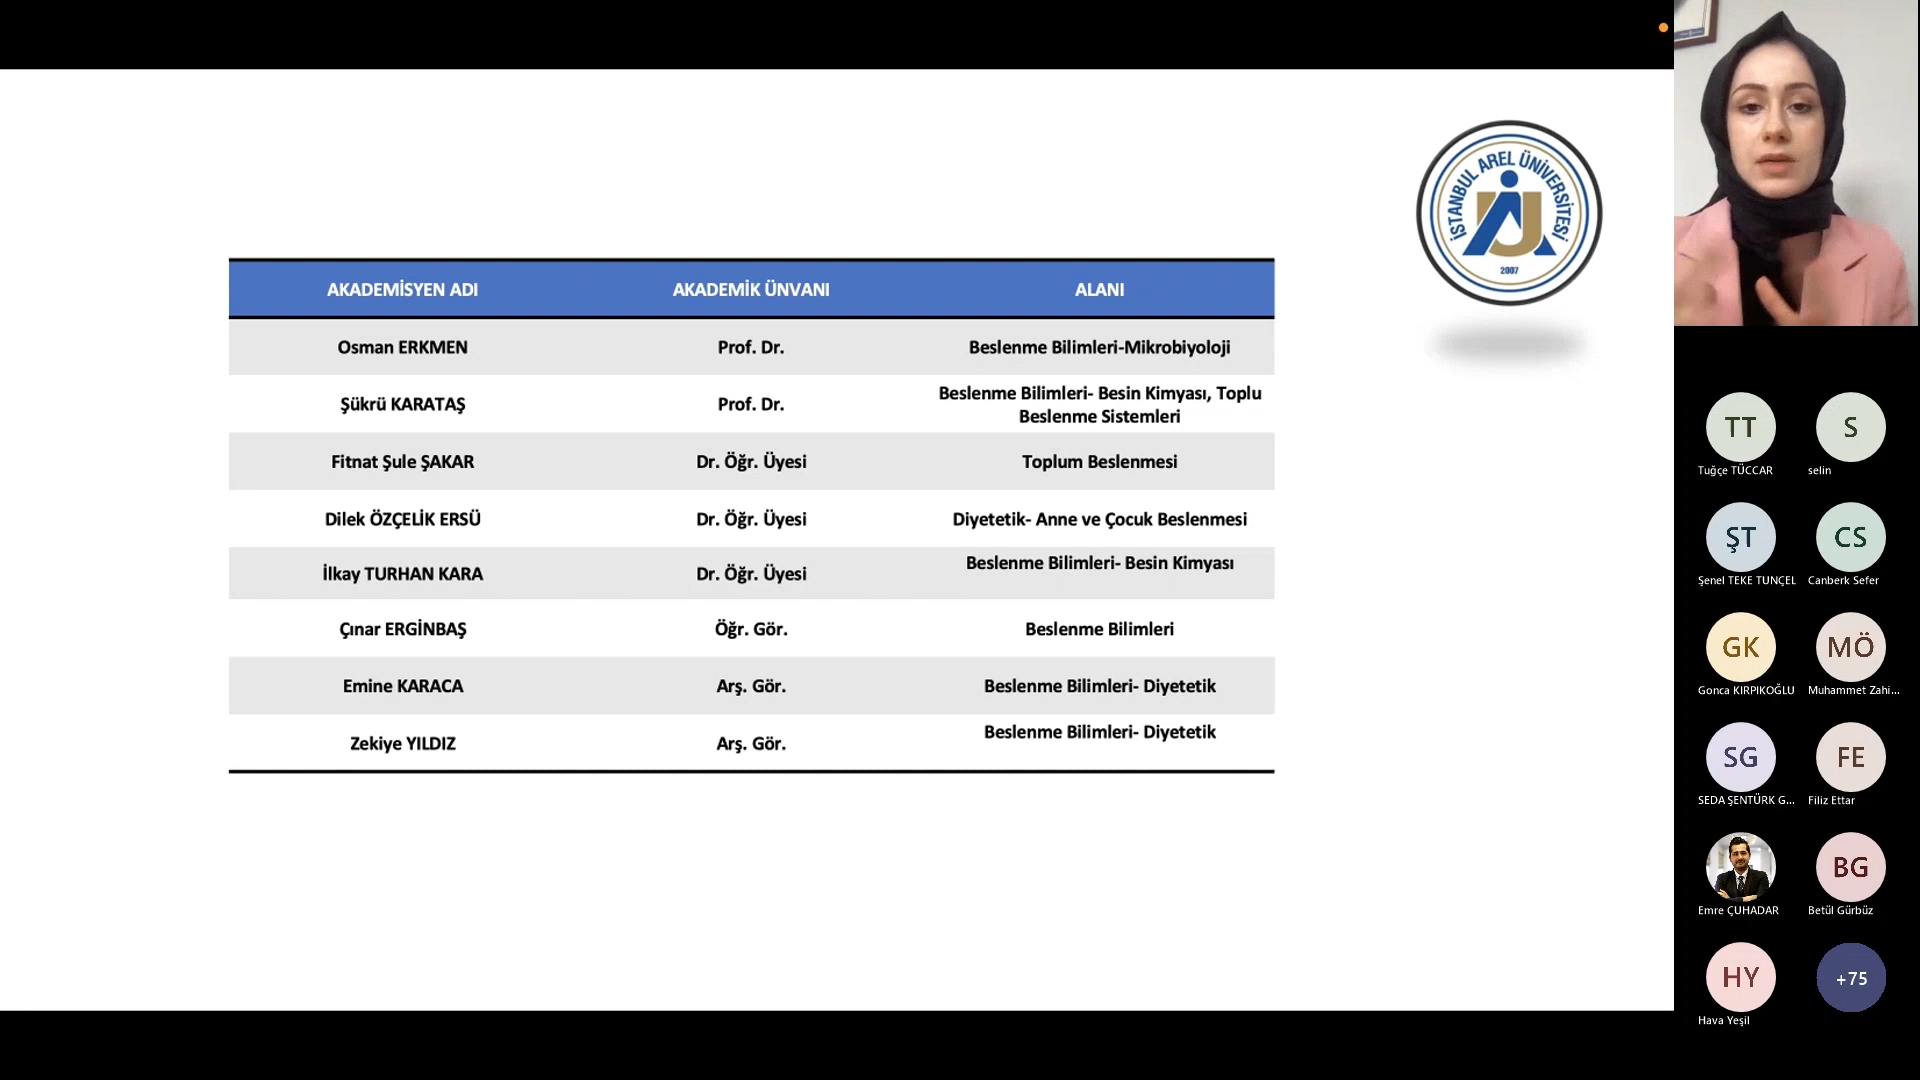 İSTANBUL AREL ÜNİVERSİTESİ
2007
AKADEMİSYEN ADI AKADEMİK ÜNVANI ALANI
Osman ERKMEN Prof. Dr. Beslenme Bilimleri-Mikrobiyoloji
Şükrü KARATAŞ Prof. Dr. Beslenme Bilimleri- Besin Kimyası, Toplu
Beslenme Sistemleri
Fitnat Şule ŞAKAR Dr. Öğr. Üyesi Toplum Beslenmesi
Dilek ÖZÇELİK ERSÜ Dr. Öğr. Üyesi Diyetetik- Anne ve Çocuk Beslenmesi
İlkay TURHAN KARA Dr. Öğr. Üyesi Beslenme Bilimleri- Besin Kimyası
Çınar ERGİNBAŞ Öğr. Gör. Beslenme Bilimleri
Emine KARACA Arş. Gör. Beslenme Bilimleri- Diyetetik
Zekiye YILDIZ Arş. Gör. Beslenme Bilimleri- Diyetetik
TT S
Tuğçe TÜCCAR selin
ŞT CS
Şenel TEKE TUNÇEL Canberk Sefer
GK MÖ
Gonca KIRPIKOĞLU Muhammet Zahi...
SG FE
SEDA ŞENTÜRK G... Filiz Ettar
BG
Emre ÇUHADAR Betül Gürbüz
HY +75
Hava Yeşil